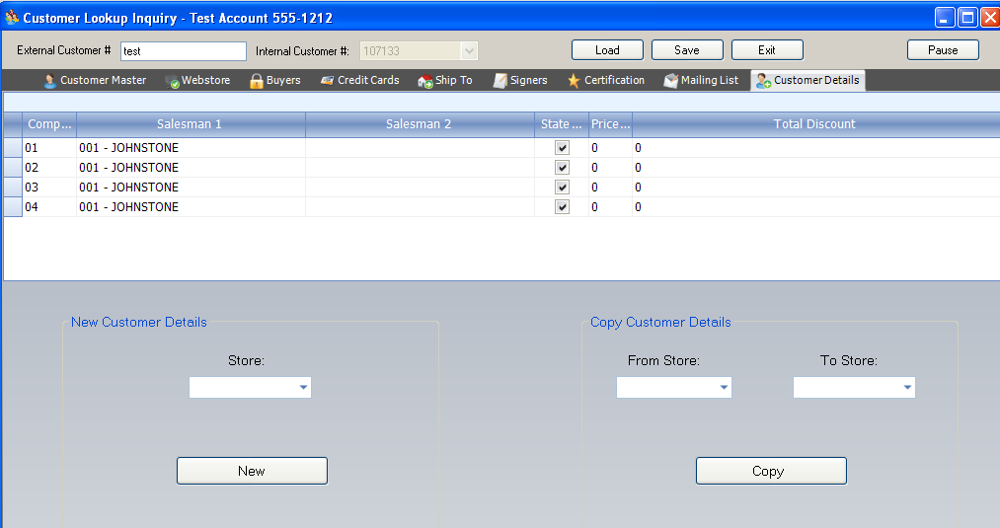 Customer Lookup Inquiry - Test Account 555-1212
External Customer # test Internal Customer #: 107133 Load Save Exit Pause
Customer Master Webstore Buyers Credit Cards Ship To Signers Certification Mailing List Customer Details
Comp... Salesman 1 Salesman 2 State ... Price... Total Discount
01 001 - JOHNSTONE 0 0
02 001 - JOHNSTONE 0 0
03 001 - JOHNSTONE 0 0
04 001 - JOHNSTONE 0 0
New Customer Details Copy Customer Details
Store: From Store: To Store:
New Copy